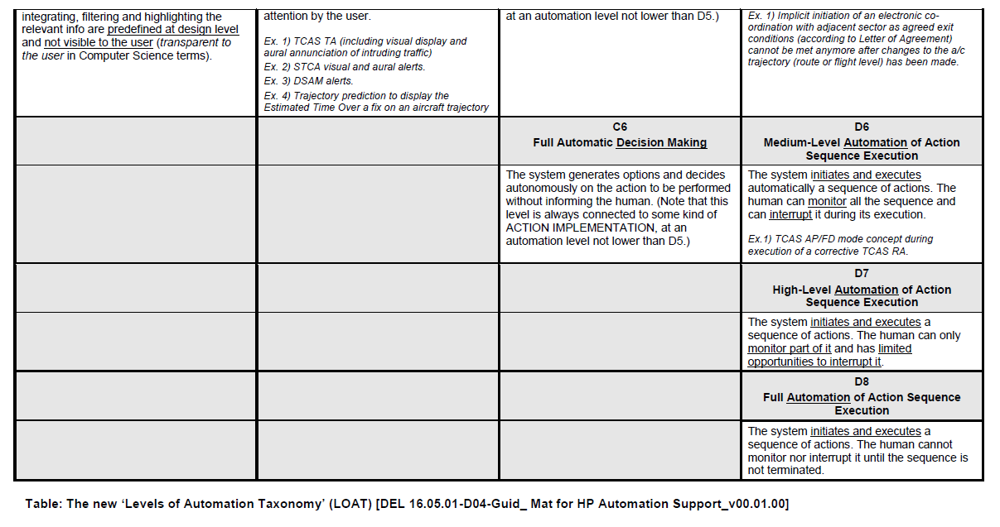 integrating, filtering and highlighting the
relevant info are predefined at design level
and not visible to the user (transparent to
the user in Computer Science terms).
attention by the user.
Ex. 1) TCAS TA (including visual display and
aural annunciation of intruding traffic)
Ex. 2) STCA visual and aural alerts.
Ex. 3) DSAM alerts.
Ex. 4) Trajectory prediction to display the
Estimated Time Over a fix on an aircraft trajectory
at an automation level not lower than D5.)
Ex. 1) Implicit initiation of an electronic co-
ordination with adjacent sector as agreed exit
conditions (according to Letter of Agreement)
cannot be met anymore after changes to the a/c
trajectory (route or flight level) has been made.
C6
Full Automatic Decision Making
D6
Medium-Level Automation of Action
Sequence Execution
The system generates options and decides
autonomously on the action to be performed
without informing the human. (Note that this
level is always connected to some kind of
ACTION IMPLEMENTATION, at an
automation level not lower than D5.)
The system initiates and executes
automatically a sequence of actions. The
human can monitor all the sequence and
can interrupt it during its execution.
Ex.1) TCAS AP/FD mode concept during
execution of a corrective TCAS RA.
D7
High-Level Automation of Action
Sequence Execution
The system initiates and executes a
sequence of actions. The human can only
monitor part of it and has limited
opportunities to interrupt it.
D8
Full Automation of Action Sequence
Execution
The system initiates and executes a
sequence of actions. The human cannot
monitor nor interrupt it until the sequence is
not terminated.
Table: The new ‘Levels of Automation Taxonomy’ (LOAT) [DEL 16.05.01-D04-Guid_ Mat for HP Automation Support_v00.01.00]